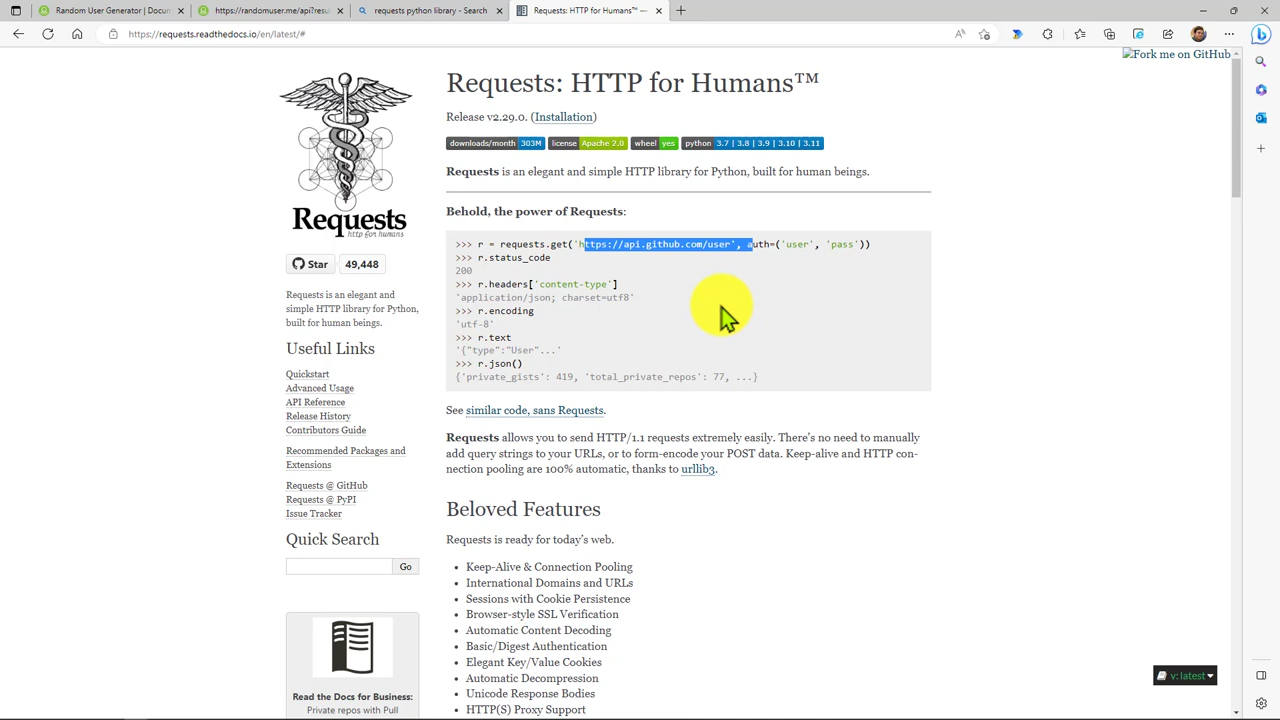 Random User Generator | Docum
https://randomuser.me/api?resu
requests python library - Search
Requests: HTTP for Humans™ —
https://requests.readthedocs.io/en/latest/#
Fork me on GitHub
Requests
http for humans
Star 49,448
Requests is an elegant and
simple HTTP library for Python,
built for human beings.
Useful Links
Quickstart
Advanced Usage
API Reference
Release History
Contributors Guide
Recommended Packages and
Extensions
Requests @ GitHub
Requests @ PyPI
Issue Tracker
Quick Search
Go
Read the Docs for Business:
Private repos with Pull
Requests: HTTP for Humans™
Release v2.29.0. (Installation)
downloads/month 303M license Apache 2.0 wheel yes python 3.7 | 3.8 | 3.9 | 3.10 | 3.11
Requests is an elegant and simple HTTP library for Python, built for human beings.
Behold, the power of Requests:
>>> r = requests.get('https://api.github.com/user', auth=('user', 'pass'))
>>> r.status_code
200
>>> r.headers['content-type']
'application/json; charset=utf8'
>>> r.encoding
'utf-8'
>>> r.text
'{"type":"User"...'
>>> r.json()
{'private_gists': 419, 'total_private_repos': 77, ...}
See similar code, sans Requests.
Requests allows you to send HTTP/1.1 requests extremely easily. There's no need to manually
add query strings to your URLs, or to form-encode your POST data. Keep-alive and HTTP con-
nection pooling are 100% automatic, thanks to urllib3.
Beloved Features
Requests is ready for today's web.
• Keep-Alive & Connection Pooling
• International Domains and URLs
• Sessions with Cookie Persistence
• Browser-style SSL Verification
• Automatic Content Decoding
• Basic/Digest Authentication
• Elegant Key/Value Cookies
• Automatic Decompression
• Unicode Response Bodies
• HTTP(S) Proxy Support
v: latest